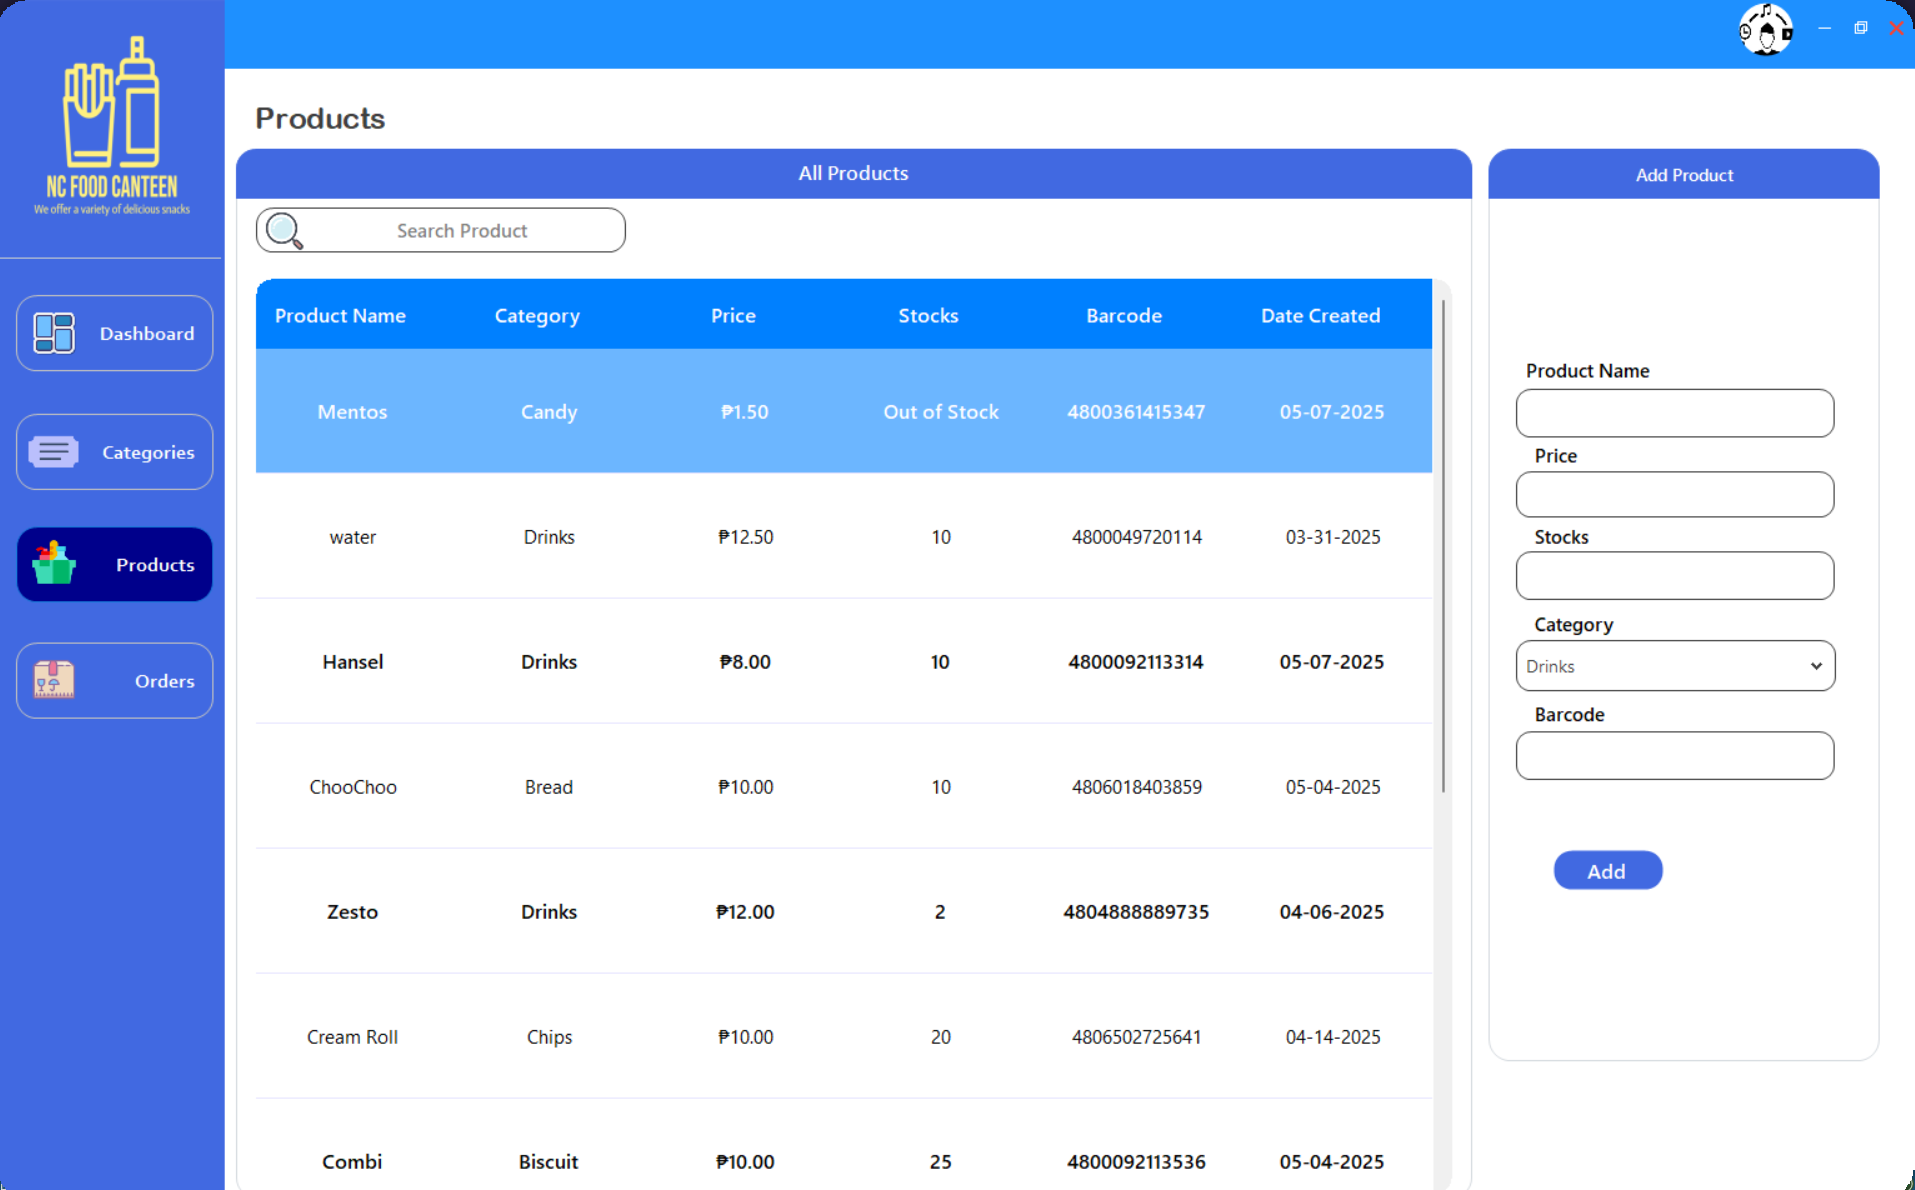 NC FOOD CANTEEN
We offer a variety of delicious snacks
Dashboard
Categories
Products
Orders
D
Products
All Products
Search Product
Product Name Category Price Stocks Barcode Date Created
Mentos Candy ₱1.50 Out of Stock 4800361415347 05-07-2025
water Drinks ₱12.50 10 4800049720114 03-31-2025
Hansel Drinks ₱8.00 10 4800092113314 05-07-2025
ChooChoo Bread ₱10.00 10 4806018403859 05-04-2025
Zesto Drinks ₱12.00 2 4804888889735 04-06-2025
Cream Roll Chips ₱10.00 20 4806502725641 04-14-2025
Combi Biscuit ₱10.00 25 4800092113536 05-04-2025
Add Product
Product Name
Price
Stocks
Category
Drinks
Barcode
Add